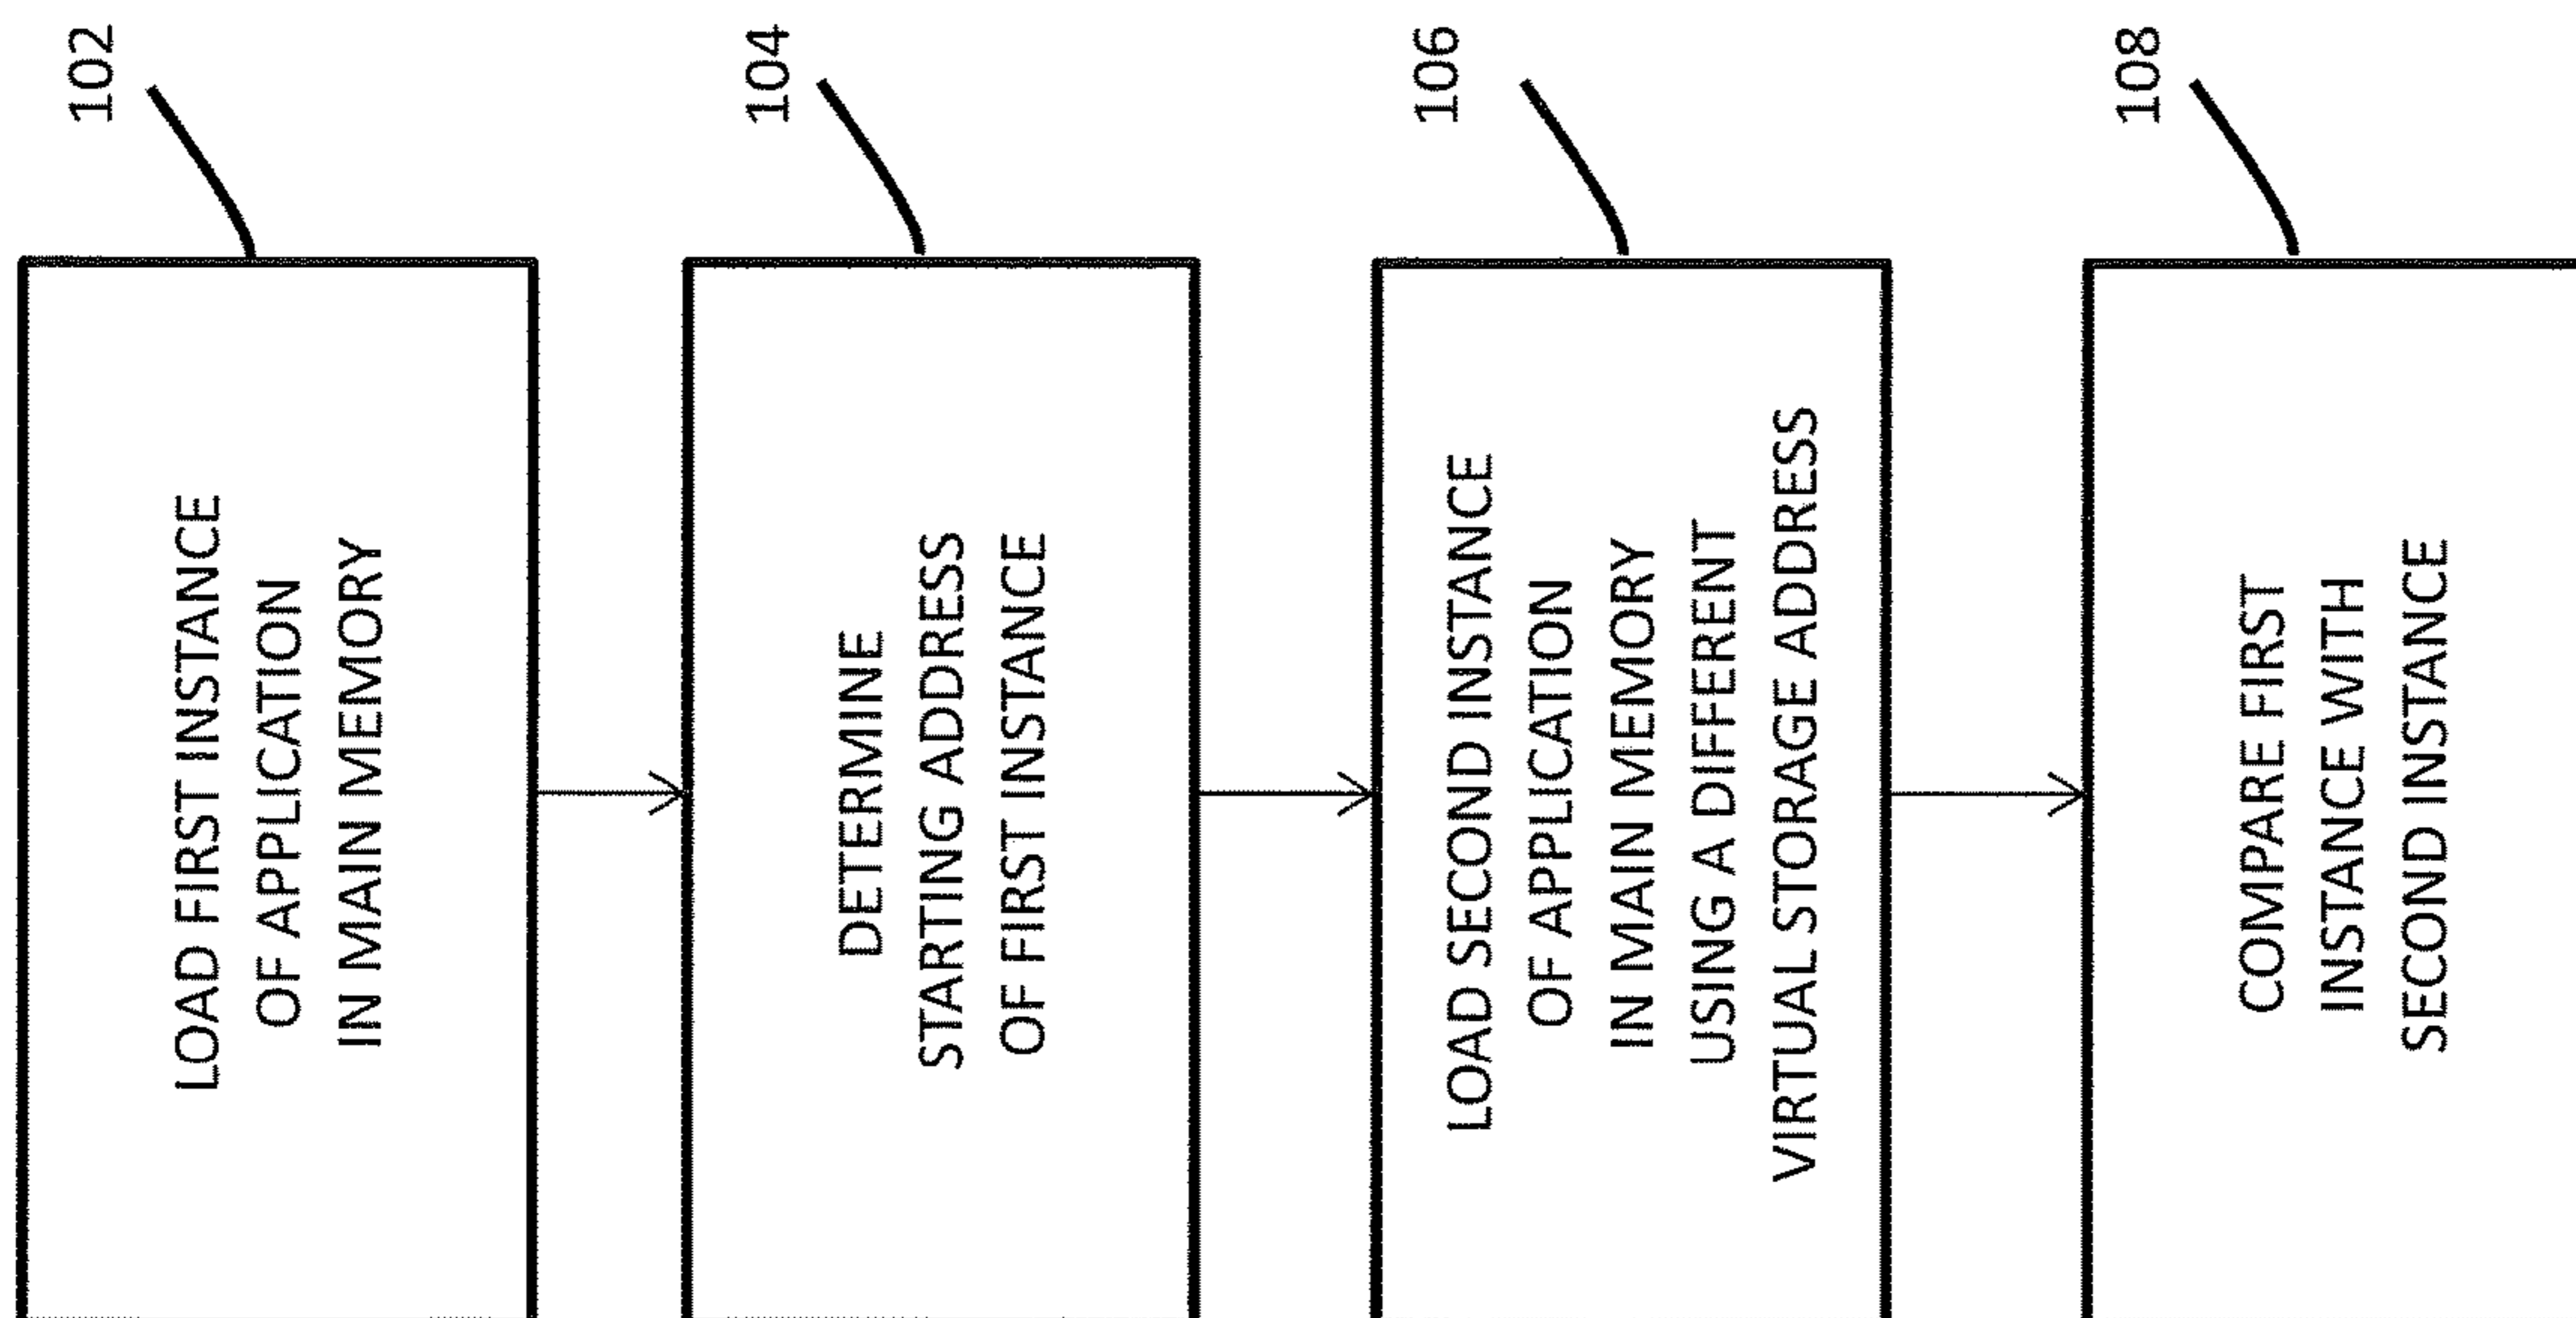 102
LOAD FIRST INSTANCE
OF APPLICATION
IN MAIN MEMORY
104
DETERMINE
STARTING ADDRESS
OF FIRST INSTANCE
106
LOAD SECOND INSTANCE
OF APPLICATION
IN MAIN MEMORY
USING A DIFFERENT
VIRTUAL STORAGE ADDRESS
108
COMPARE FIRST
INSTANCE WITH
SECOND INSTANCE